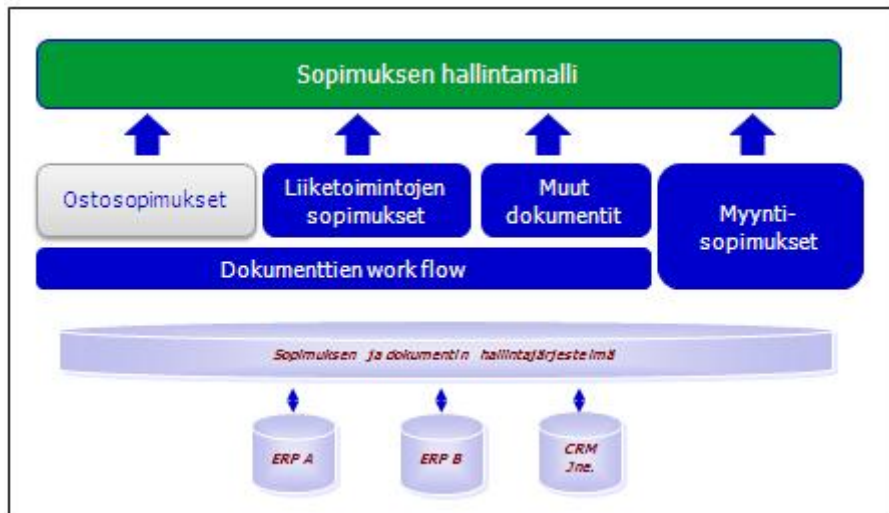 Sopimuksen hallintamalli
Ostosopimukset
Liiketoimintojen
sopimukset
Muut
dokumentit
Myynti-
sopimukset
Dokumenttien work flow
Sopimuksen ja dokumentin hallintajärjestelmä
ERP A
ERP B
CRM
Jne.